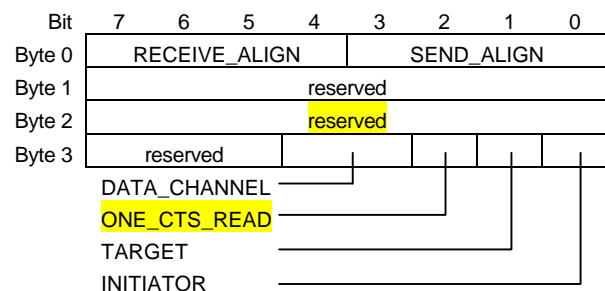 Bit 7 6 5 4 3 2 1 0
Byte 0 RECEIVE_ALIGN SEND_ALIGN
Byte 1 reserved
Byte 2 reserved
Byte 3 reserved
DATA_CHANNEL
ONE_CTS_READ
TARGET
INITIATOR